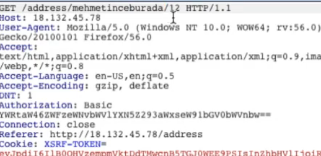 GET /address/mehmetinceburada/12 HTTP/1.1
Host: 18.132.45.78
User-Agent: Mozilla/5.0 (Windows NT 10.0; WOW64; rv:56.0)
Gecko/20100101 Firefox/56.0
Accept:
text/html,application/xhtml+xml,application/xml;q=0.9,ima
/webp,*/*;q=0.8
Accept-Language: en-US,en;q=0.5
Accept-Encoding: gzip, deflate
DNT: 1
Authorization: Basic
Connection: close
Referer: http://18.132.45.78/address
Cookie: XSRF-TOKEN=